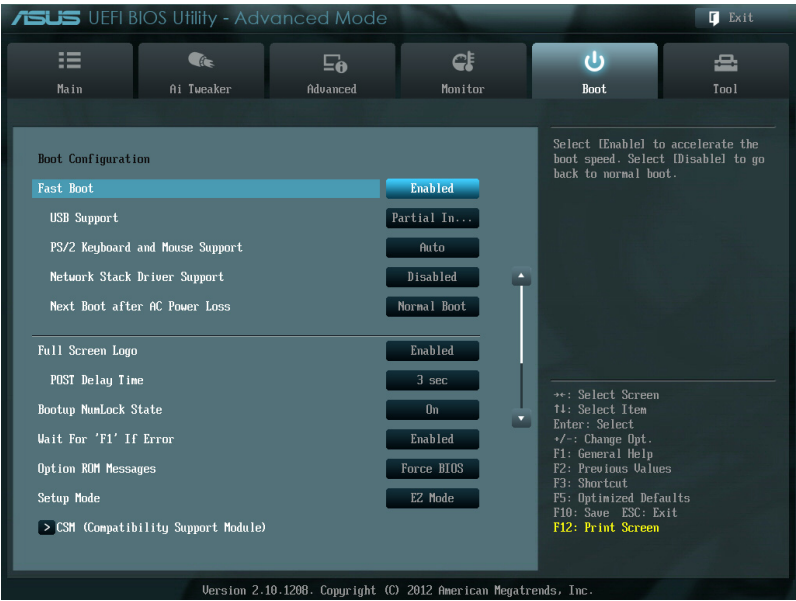 ASUS UEFI BIOS Utility - Advanced Mode
Exit
Main
Ai Tweaker
Advanced
Monitor
Boot
Tool
Boot Configuration
Fast Boot Enabled
USB Support Partial In...
PS/2 Keyboard and Mouse Support Auto
Network Stack Driver Support Disabled
Next Boot after AC Power Loss Normal Boot
Full Screen Logo Enabled
POST Delay Time 3 sec
Bootup NumLock State On
Wait For 'F1' If Error Enabled
Option ROM Messages Force BIOS
Setup Mode EZ Mode
> CSM (Compatibility Support Module)
Select [Enable] to accelerate the
boot speed. Select [Disable] to go
back to normal boot.
→←: Select Screen
↑↓: Select Item
Enter: Select
+/-: Change Opt.
F1: General Help
F2: Previous Values
F3: Shortcut
F5: Optimized Defaults
F10: Save ESC: Exit
F12: Print Screen
Version 2.10.1208. Copyright (C) 2012 American Megatrends, Inc.